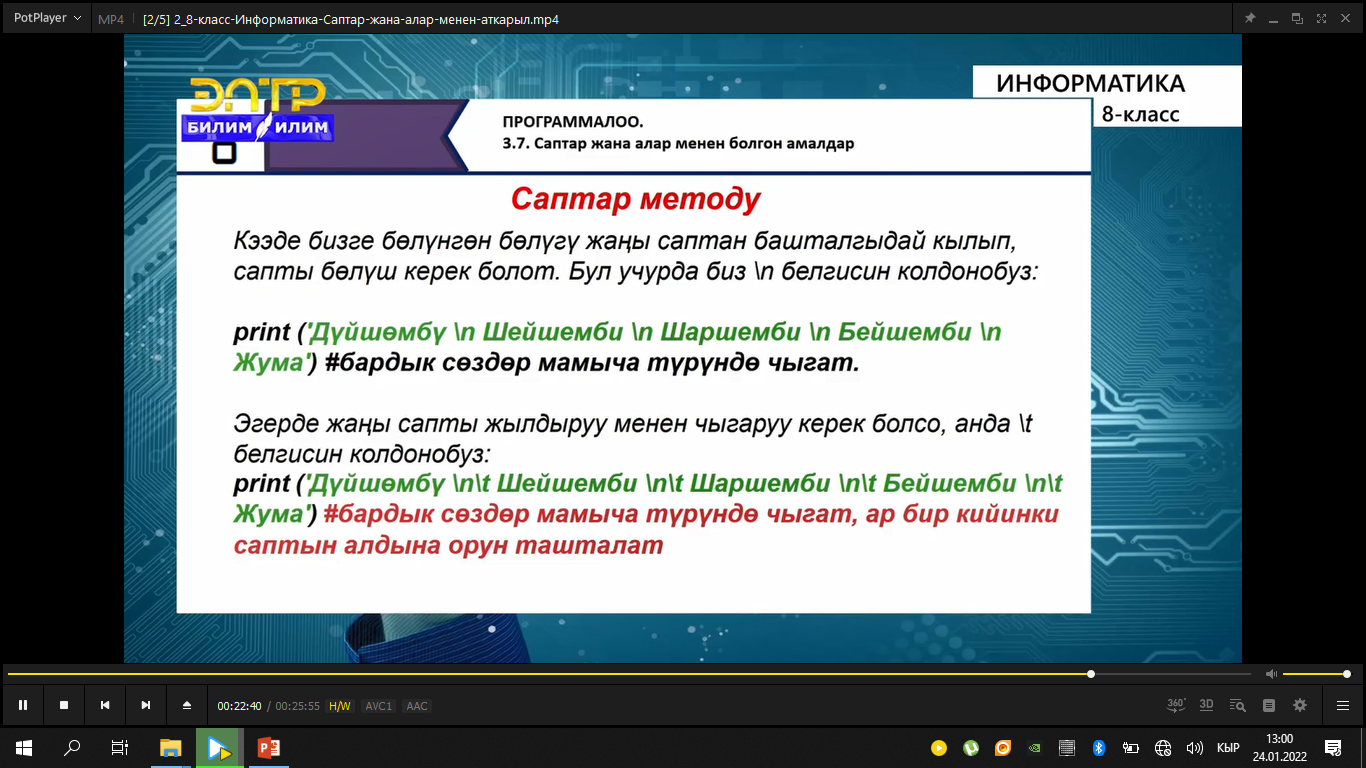 PotPlayer
MP4
[2/5] 2_8-класс-Информатика-Саптар-жана-алар-менен-аткарыл.mp4
ЭЛТР
БИЛИМ ИЛИМ
ИНФОРМАТИКА
8-класс
ПРОГРАММАЛОО.
3.7. Саптар жана алар менен болгон амалдар
Саптар методу
Кээде бизге бөлүнгөн бөлүгү жаңы саптан башталгыдай кылып,
сапты бөлүш керек болот. Бул учурда биз \n белгисин колдонобуз:
print ('Дүйшөмбү \n Шейшемби \n Шаршемби \n Бейшемби \n
Жума') #бардык сөздөр мамыча түрүндө чыгат.
Эгерде жаңы сапты жылдыруу менен чыгаруу керек болсо, анда \t
белгисин колдонобуз:
print ('Дүйшөмбү \n\t Шейшемби \n\t Шаршемби \n\t Бейшемби \n\t
Жума') #бардык сөздөр мамыча түрүндө чыгат, ар бир кийинки
саптын алдына орун ташталат
00:22:40 / 00:25:55 H/W AVC1 AAC
360° 3D
КЫР
13:00
24.01.2022